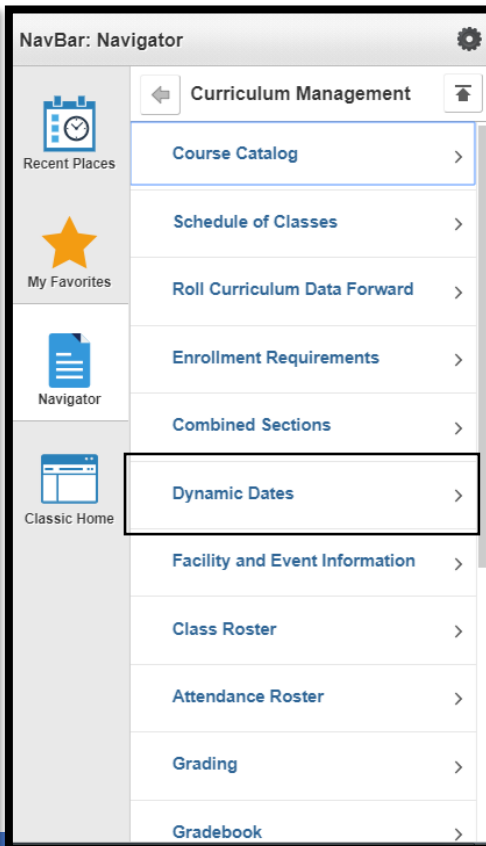 NavBar: Navigator
Recent Places
My Favorites
Navigator
Classic Home
Curriculum Management
Course Catalog
Schedule of Classes
Roll Curriculum Data Forward
Enrollment Requirements
Combined Sections
Dynamic Dates
Facility and Event Information
Class Roster
Attendance Roster
Grading
Gradebook